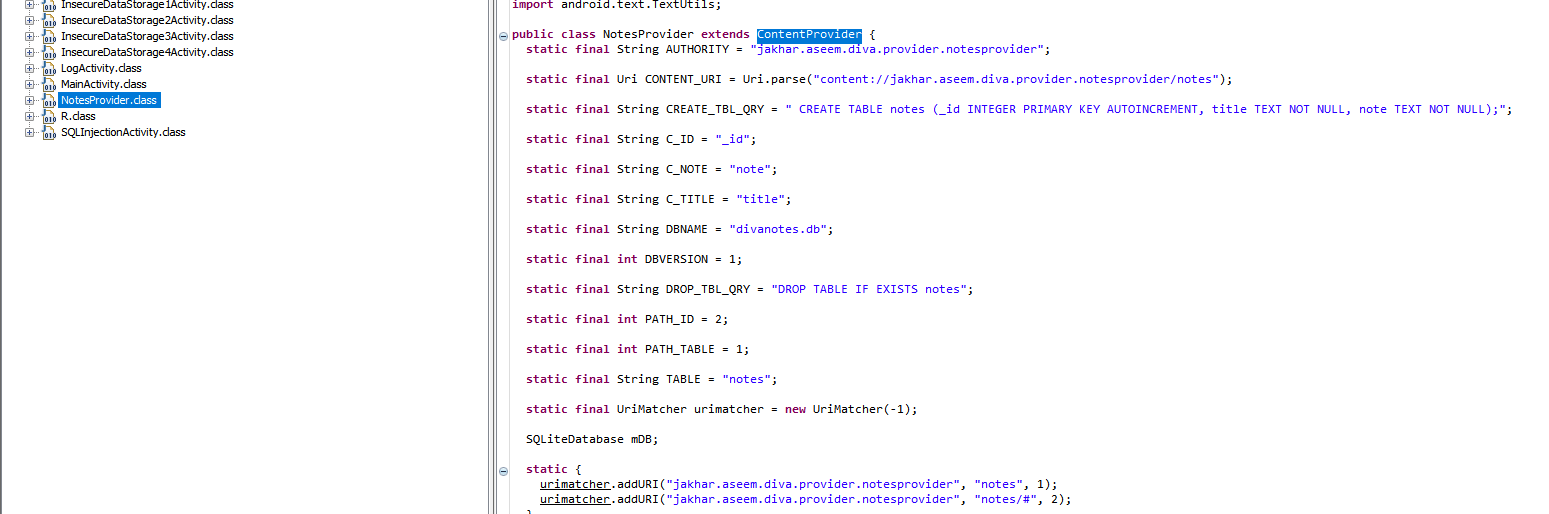 InsecureDataStorage1Activity.class
InsecureDataStorage2Activity.class
InsecureDataStorage3Activity.class
InsecureDataStorage4Activity.class
LogActivity.class
MainActivity.class
NotesProvider.class
R.class
SQLInjectionActivity.class
import android.text.TextUtils;
public class NotesProvider extends ContentProvider {
static final String AUTHORITY = "jakhar.aseem.diva.provider.notesprovider";
static final Uri CONTENT_URI = Uri.parse("content://jakhar.aseem.diva.provider.notesprovider/notes");
static final String CREATE_TBL_QRY = " CREATE TABLE notes (_id INTEGER PRIMARY KEY AUTOINCREMENT, title TEXT NOT NULL, note TEXT NOT NULL);";
static final String C_ID = "_id";
static final String C_NOTE = "note";
static final String C_TITLE = "title";
static final String DBNAME = "divanotes.db";
static final int DBVERSION = 1;
static final String DROP_TBL_QRY = "DROP TABLE IF EXISTS notes";
static final int PATH_ID = 2;
static final int PATH_TABLE = 1;
static final String TABLE = "notes";
static final UriMatcher urimatcher = new UriMatcher(-1);
SQLiteDatabase mDB;
static {
urimatcher.addURI("jakhar.aseem.diva.provider.notesprovider", "notes", 1);
urimatcher.addURI("jakhar.aseem.diva.provider.notesprovider", "notes/#", 2);
}